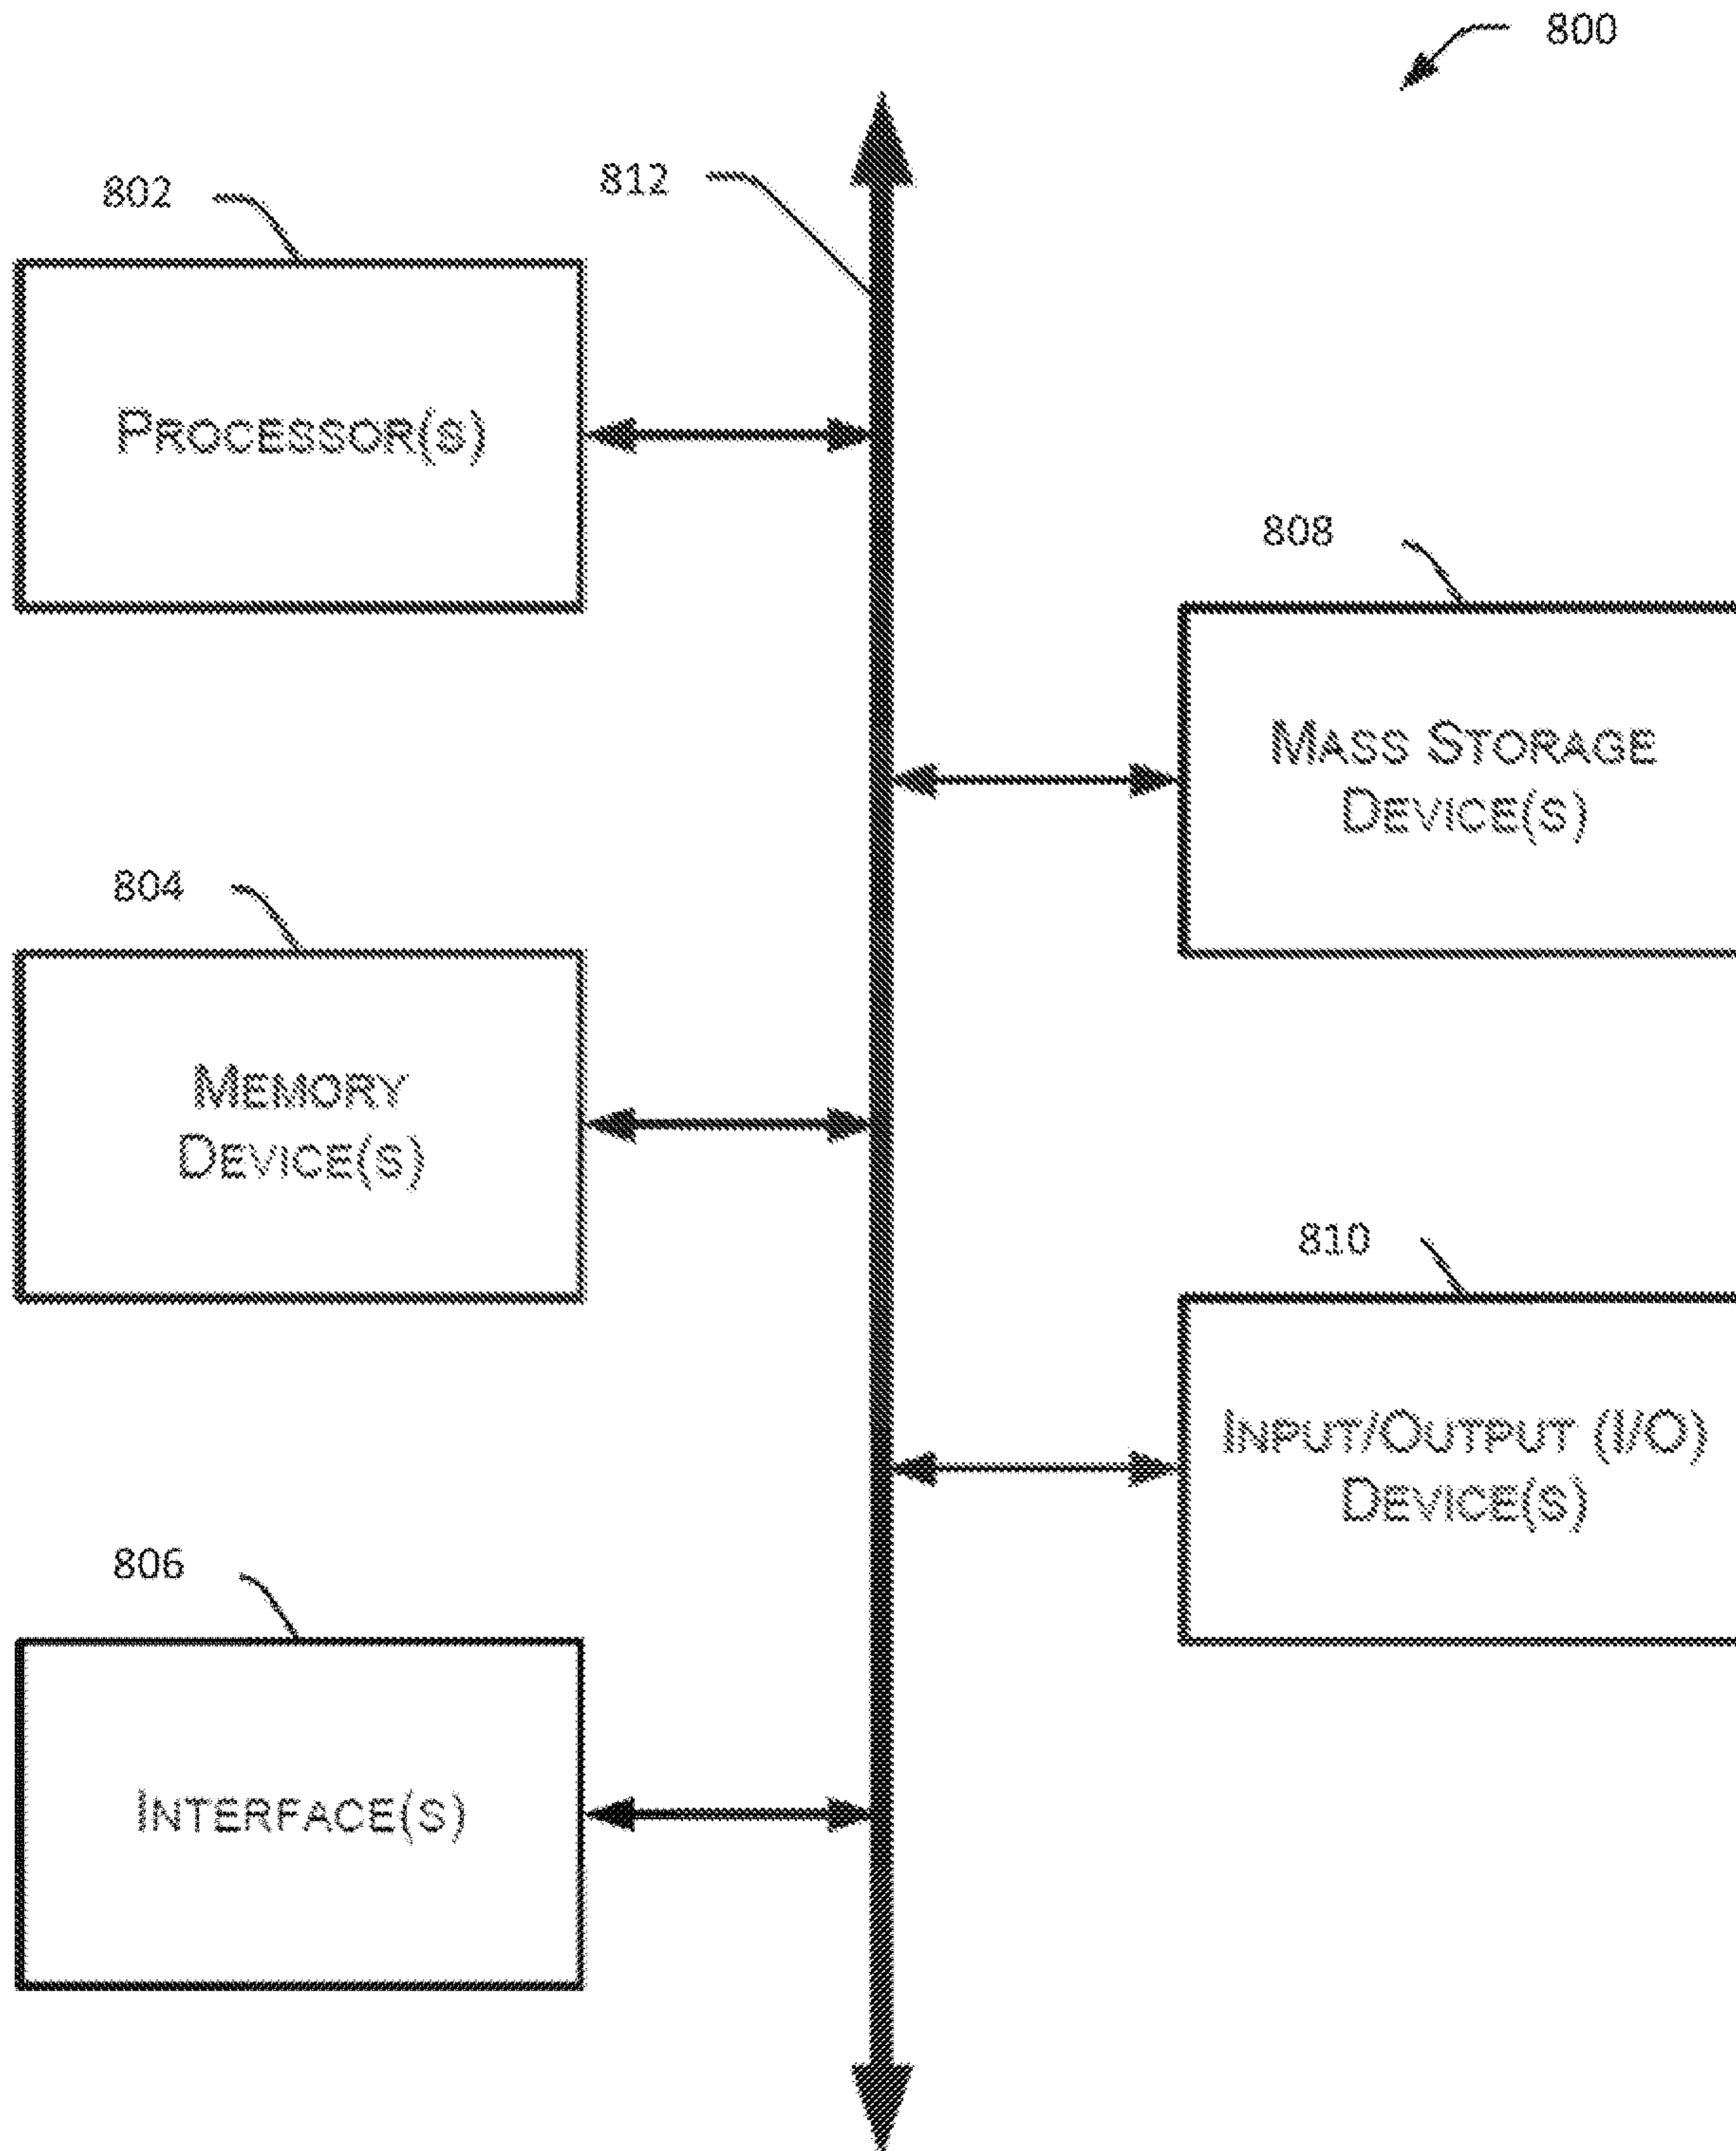 800
802
812
PROCESSOR(S)
808
MASS STORAGE
DEVICE(S)
804
MEMORY
DEVICE(S)
810
INPUT/OUTPUT (I/O)
DEVICE(S)
806
INTERFACE(S)